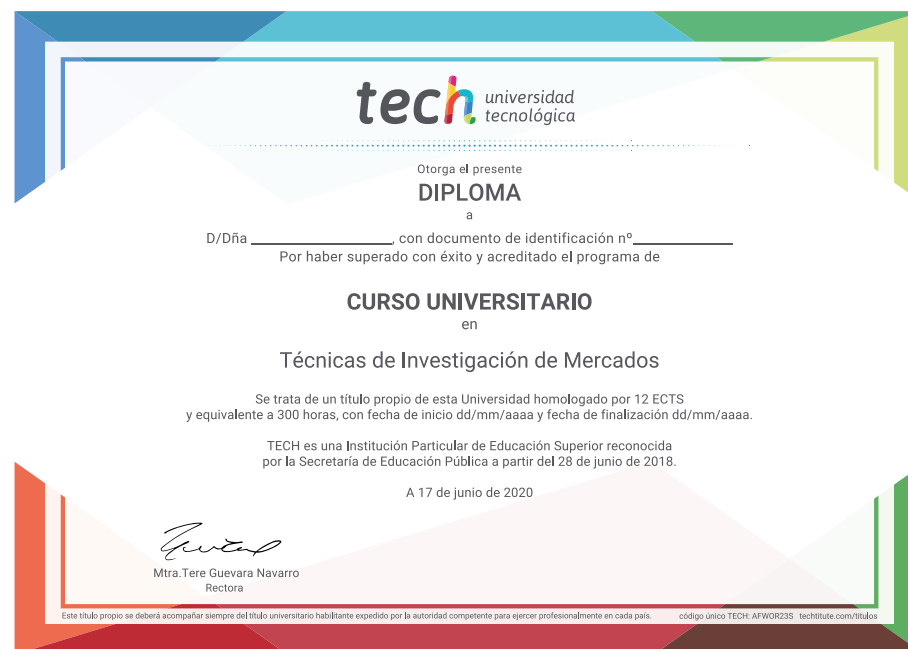 tech universidad
tecnológica
Otorga el presente
DIPLOMA
a
D/Dña ____________________, con documento de identificación nº______________
Por haber superado con éxito y acreditado el programa de
CURSO UNIVERSITARIO
en
Técnicas de Investigación de Mercados
Se trata de un título propio de esta Universidad homologado por 12 ECTS
y equivalente a 300 horas, con fecha de inicio dd/mm/aaaa y fecha de finalización dd/mm/aaaa.
TECH es una Institución Particular de Educación Superior reconocida
por la Secretaría de Educación Pública a partir del 28 de junio de 2018.
A 17 de junio de 2020
Mtra.Tere Guevara Navarro
Rectora
Este título propio se deberá acompañar siempre del título universitario habilitante expedido por la autoridad competente para ejercer profesionalmente en cada país. código único TECH: AFWOR23S techtitute.com/titulos